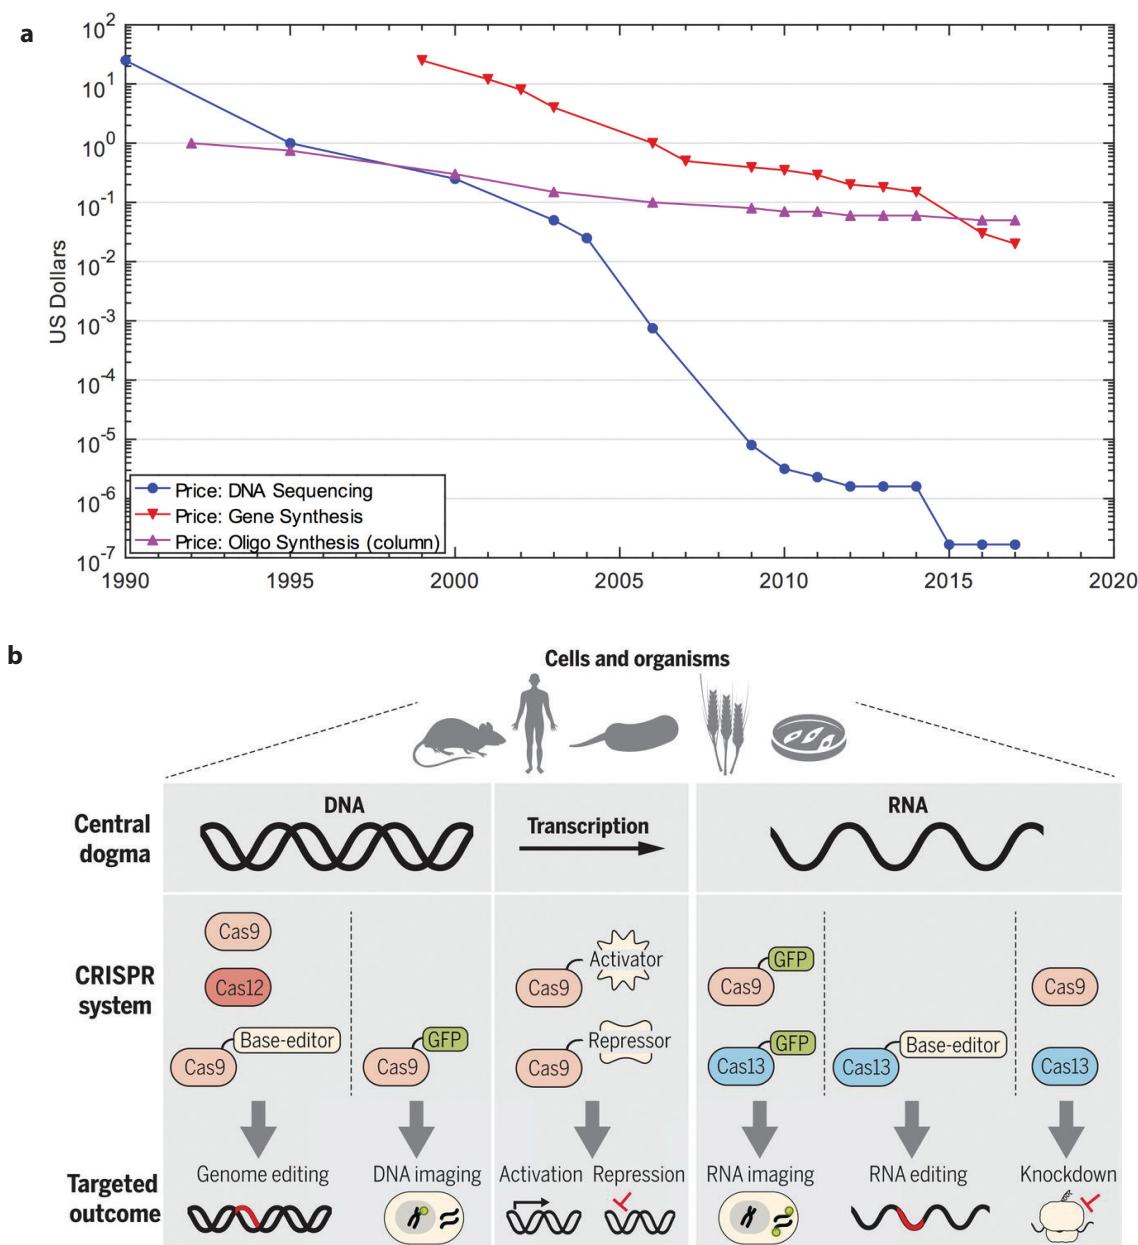 a
US Dollars
10^2
10^1
10^0
10^-1
10^-2
10^-3
10^-4
10^-5
10^-6
10^-7
Price: DNA Sequencing
Price: Gene Synthesis
Price: Oligo Synthesis (column)
1990 1995 2000 2005 2010 2015 2020
b
Cells and organisms
Central
dogma
DNA
Transcription
RNA
CRISPR
system
Cas9
Cas12
Base-editor
Cas9
GFP
Cas9
Activator
Cas9
Repressor
Cas9
GFP
Cas9
GFP
Cas13
Base-editor
Cas13
Cas9
Cas13
Targeted
outcome
Genome editing
DNA imaging
Activation
Repression
RNA imaging
RNA editing
Knockdown